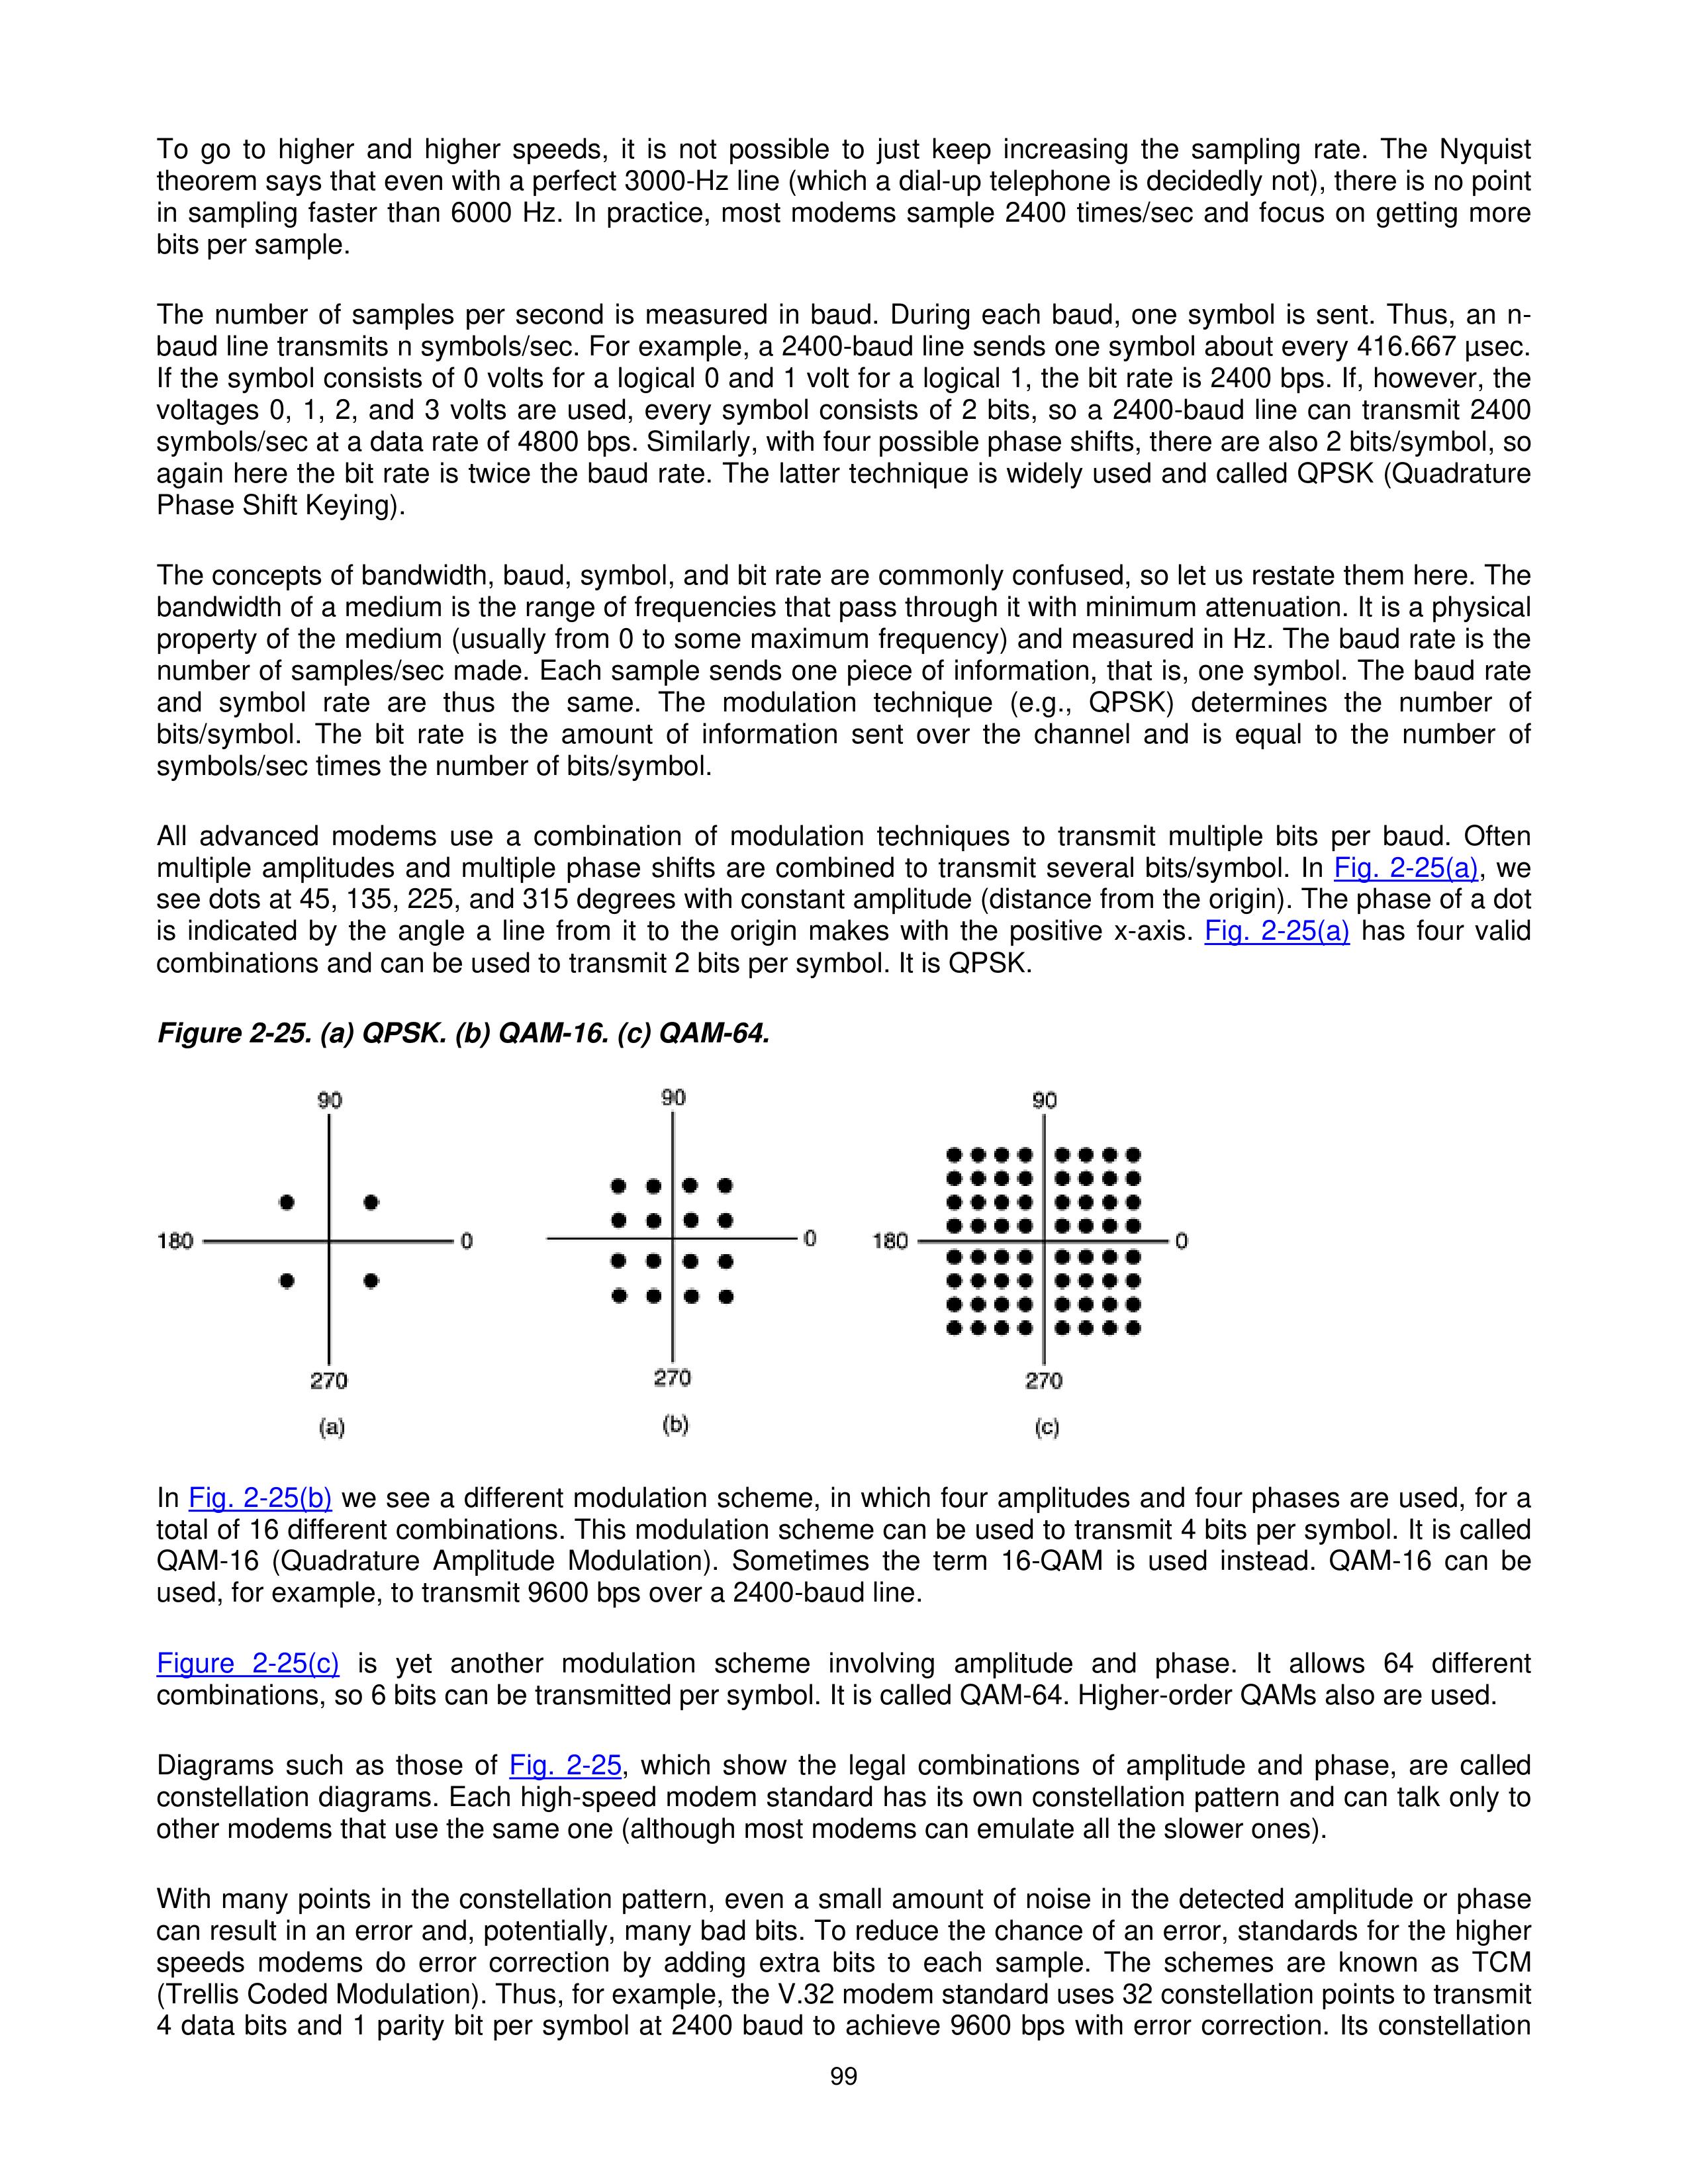 To go to higher and higher speeds, it is not possible to just keep increasing the sampling rate. The Nyquist
theorem says that even with a perfect 3000-Hz line (which a dial-up telephone is decidedly not), there is no point
in sampling faster than 6000 Hz. In practice, most modems sample 2400 times/sec and focus on getting more
bits per sample.
The number of samples per second is measured in baud. During each baud, one symbol is sent. Thus, an n-
baud line transmits n symbols/sec. For example, a 2400-baud line sends one symbol about every 416.667 µsec.
If the symbol consists of 0 volts for a logical 0 and 1 volt for a logical 1, the bit rate is 2400 bps. If, however, the
voltages 0, 1, 2, and 3 volts are used, every symbol consists of 2 bits, so a 2400-baud line can transmit 2400
symbols/sec at a data rate of 4800 bps. Similarly, with four possible phase shifts, there are also 2 bits/symbol, so
again here the bit rate is twice the baud rate. The latter technique is widely used and called QPSK (Quadrature
Phase Shift Keying).
The concepts of bandwidth, baud, symbol, and bit rate are commonly confused, so let us restate them here. The
bandwidth of a medium is the range of frequencies that pass through it with minimum attenuation. It is a physical
property of the medium (usually from 0 to some maximum frequency) and measured in Hz. The baud rate is the
number of samples/sec made. Each sample sends one piece of information, that is, one symbol. The baud rate
and symbol rate are thus the same. The modulation technique (e.g., QPSK) determines the number of
bits/symbol. The bit rate is the amount of information sent over the channel and is equal to the number of
symbols/sec times the number of bits/symbol.
All advanced modems use a combination of modulation techniques to transmit multiple bits per baud. Often
multiple amplitudes and multiple phase shifts are combined to transmit several bits/symbol. In Fig. 2-25(a), we
see dots at 45, 135, 225, and 315 degrees with constant amplitude (distance from the origin). The phase of a dot
is indicated by the angle a line from it to the origin makes with the positive x-axis. Fig. 2-25(a) has four valid
combinations and can be used to transmit 2 bits per symbol. It is QPSK.
Figure 2-25. (a) QPSK. (b) QAM-16. (c) QAM-64.
90 90 90
180 0 0 180 0
270 270 270
(a) (b) (c)
In Fig. 2-25(b) we see a different modulation scheme, in which four amplitudes and four phases are used, for a
total of 16 different combinations. This modulation scheme can be used to transmit 4 bits per symbol. It is called
QAM-16 (Quadrature Amplitude Modulation). Sometimes the term 16-QAM is used instead. QAM-16 can be
used, for example, to transmit 9600 bps over a 2400-baud line.
Figure 2-25(c) is yet another modulation scheme involving amplitude and phase. It allows 64 different
combinations, so 6 bits can be transmitted per symbol. It is called QAM-64. Higher-order QAMs also are used.
Diagrams such as those of Fig. 2-25, which show the legal combinations of amplitude and phase, are called
constellation diagrams. Each high-speed modem standard has its own constellation pattern and can talk only to
other modems that use the same one (although most modems can emulate all the slower ones).
With many points in the constellation pattern, even a small amount of noise in the detected amplitude or phase
can result in an error and, potentially, many bad bits. To reduce the chance of an error, standards for the higher
speeds modems do error correction by adding extra bits to each sample. The schemes are known as TCM
(Trellis Coded Modulation). Thus, for example, the V.32 modem standard uses 32 constellation points to transmit
4 data bits and 1 parity bit per symbol at 2400 baud to achieve 9600 bps with error correction. Its constellation
99